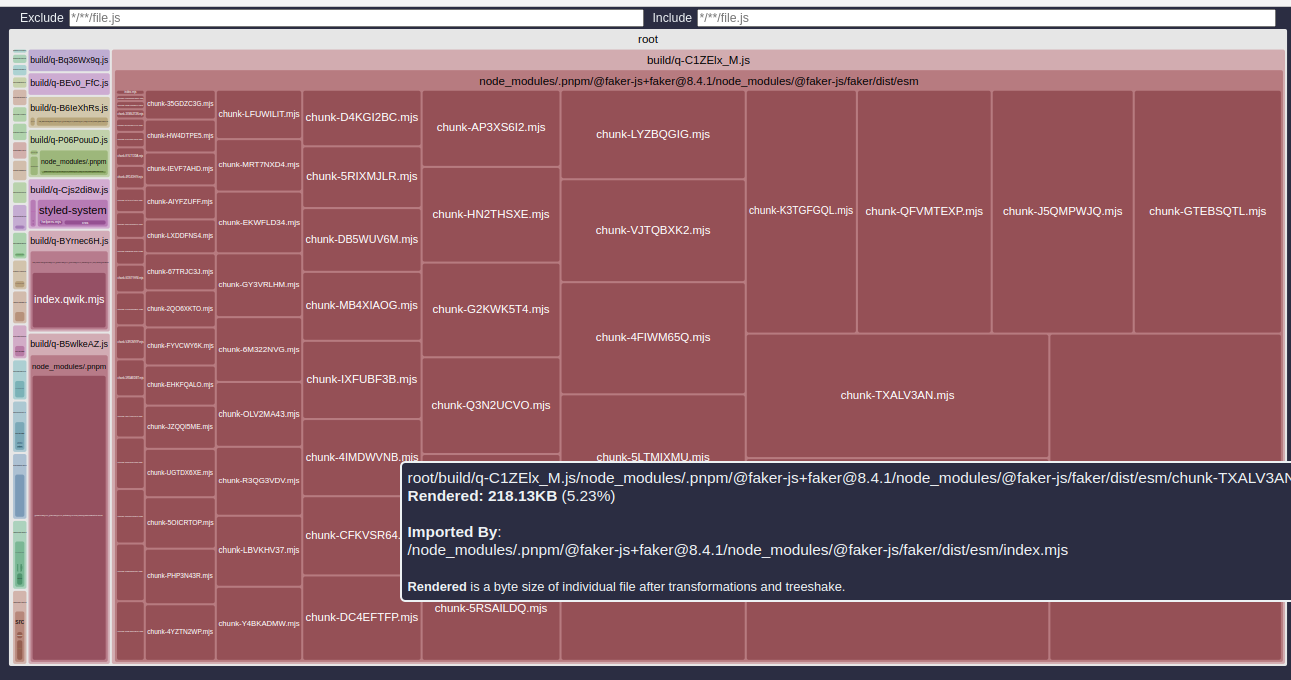 Exclude */**/file.js Include */**/file.js
root
build/q-Bq36Wx9q.js
build/q-BEv0_FfC.js
build/q-B6IeXhRs.js
build/q-P06PouuD.js
node_modules/.pnpm
build/q-Cjs2di8w.js
styled-system
build/q-BYrnec6H.js
index.qwik.mjs
build/q-B5wlkeAZ.js
node_modules/.pnpm
src
build/q-C1ZElx_M.js
node_modules/.pnpm/@faker-js+faker@8.4.1/node_modules/@faker-js/faker/dist/esm
chunk-35GDZC3G.mjs
chunk-HW4DTPE5.mjs
chunk-IEVF7AHD.mjs
chunk-AIYFZUFF.mjs
chunk-LXDDFNS4.mjs
chunk-67TRJC3J.mjs
chunk-2QO6XKTO.mjs
chunk-FYVCWY6K.mjs
chunk-EHKFQALO.mjs
chunk-JZQQI5ME.mjs
chunk-UGTDX6XE.mjs
chunk-5OICRTOP.mjs
chunk-PHP3N43R.mjs
chunk-4YZTN2WP.mjs
chunk-LFUWILIT.mjs
chunk-MRT7NXD4.mjs
chunk-EKWFLD34.mjs
chunk-GY3VRLHM.mjs
chunk-6M322NVG.mjs
chunk-OLV2MA43.mjs
chunk-R3QG3VDV.mjs
chunk-LBVKHV37.mjs
chunk-Y4BKADMW.mjs
chunk-D4KGI2BC.mjs
chunk-5RIXMJLR.mjs
chunk-DB5WUV6M.mjs
chunk-MB4XIAOG.mjs
chunk-IXFUBF3B.mjs
chunk-4IMDWVNB.mjs
chunk-CFKVSR64.
chunk-DC4EFTFP.mjs
chunk-AP3XS6I2.mjs
chunk-HN2THSXE.mjs
chunk-G2KWK5T4.mjs
chunk-Q3N2UCVO.mjs
chunk-5RSAILDQ.mjs
chunk-LYZBQGIG.mjs
chunk-VJTQBXK2.mjs
chunk-4FIWM65Q.mjs
chunk-5LTMIXMU.mjs
chunk-K3TGFGQL.mjs
chunk-QFVMTEXP.mjs
chunk-J5QMPWJQ.mjs
chunk-GTEBSQTL.mjs
chunk-TXALV3AN.mjs
root/build/q-C1ZElx_M.js/node_modules/.pnpm/@faker-js+faker@8.4.1/node_modules/@faker-js/faker/dist/esm/chunk-TXALV3AN
Rendered: 218.13KB (5.23%)
Imported By:
/node_modules/.pnpm/@faker-js+faker@8.4.1/node_modules/@faker-js/faker/dist/esm/index.mjs
Rendered is a byte size of individual file after transformations and treeshake.